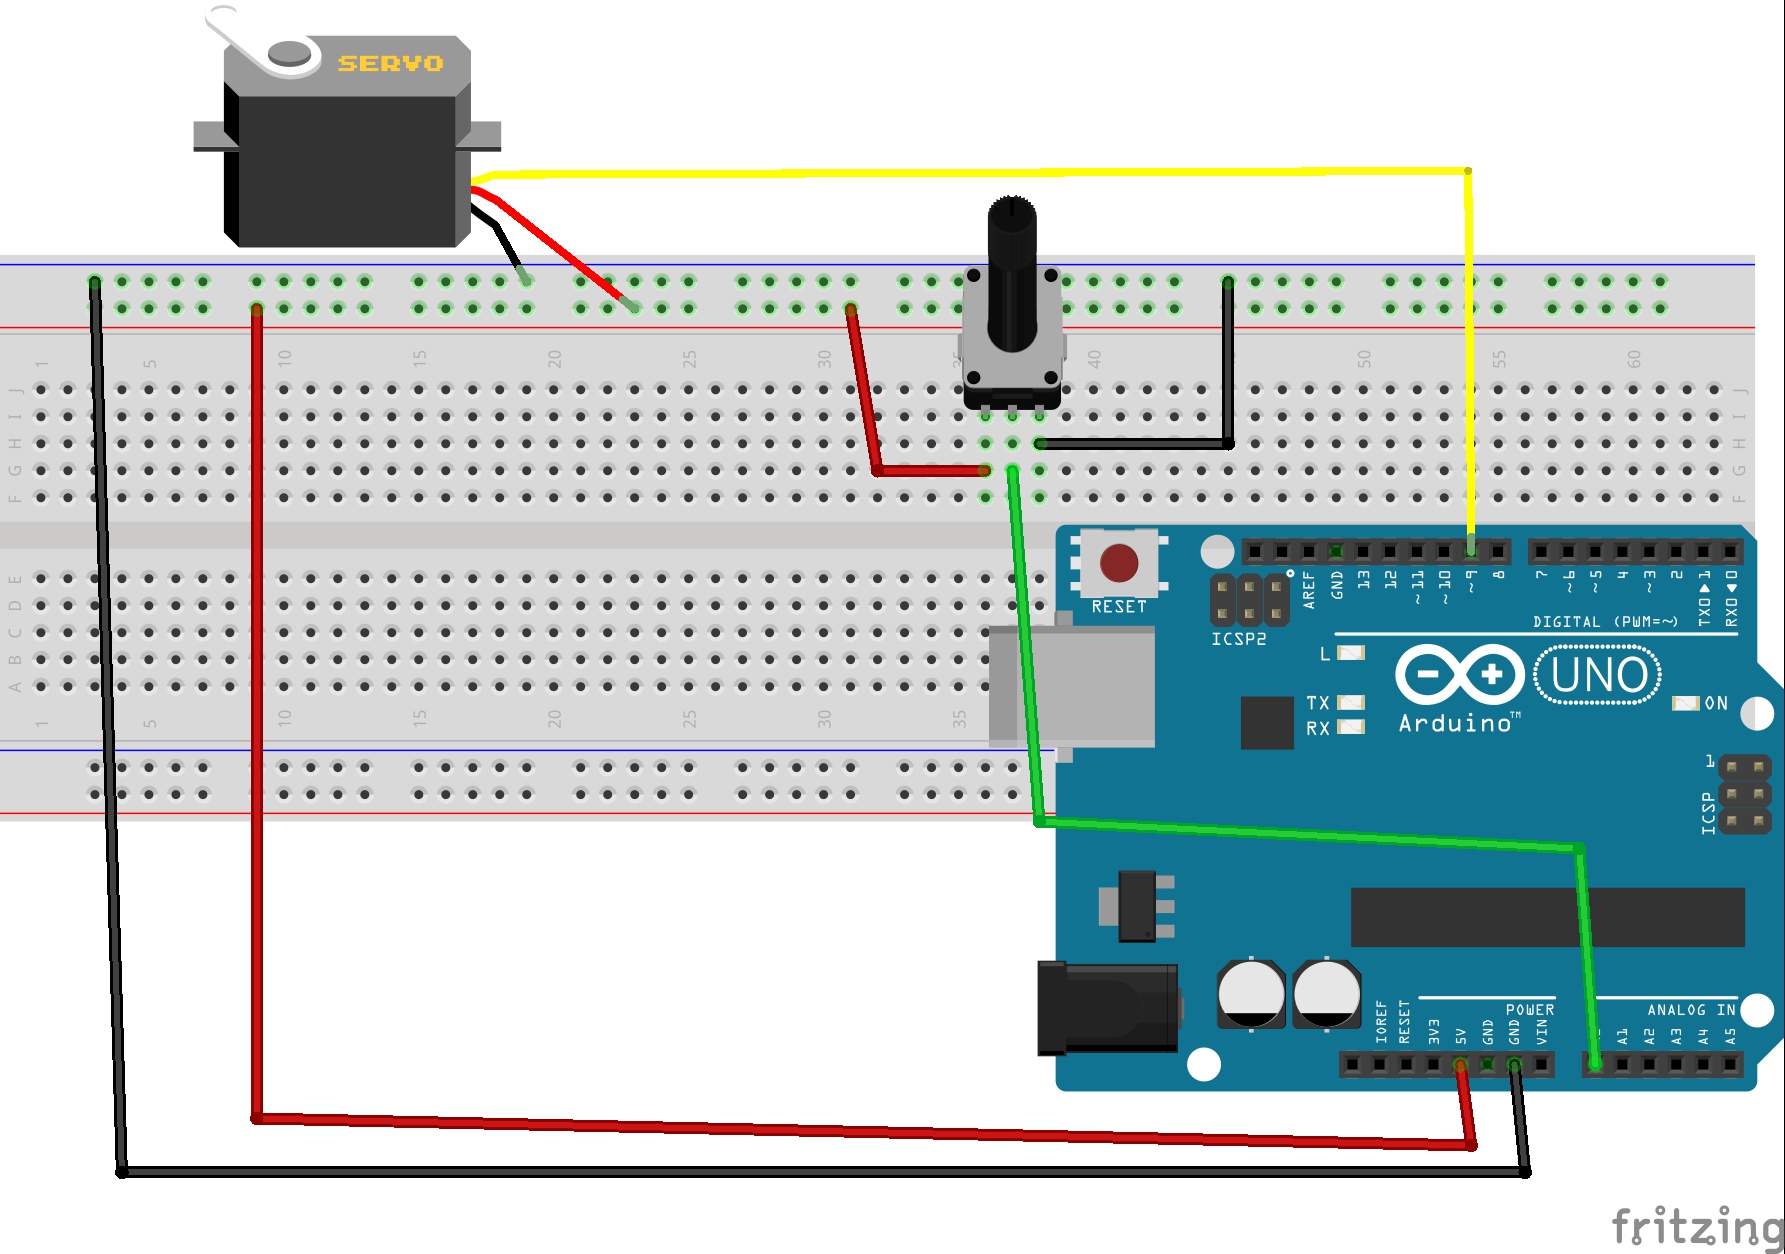 SERVO
1 5 10 15 20 25 30 35 40 50 55 60
J J
I I
H H
G G
F F
E
D
C
B
A
1 5 10 15 20 25 30 35
RESET
ICSP2
AREF GND 13 12 ~11 ~10 ~9 8 7 ~6 ~5 4 ~3 2 TX0▶1 RX0◀0
DIGITAL (PWM=~)
L
TX
RX
UNO
Arduino™
ON
1
ICSP
POWER
ANALOG IN
IOREF RESET 3V3 5V GND GND VIN A1 A2 A3 A4 A5
fritzing